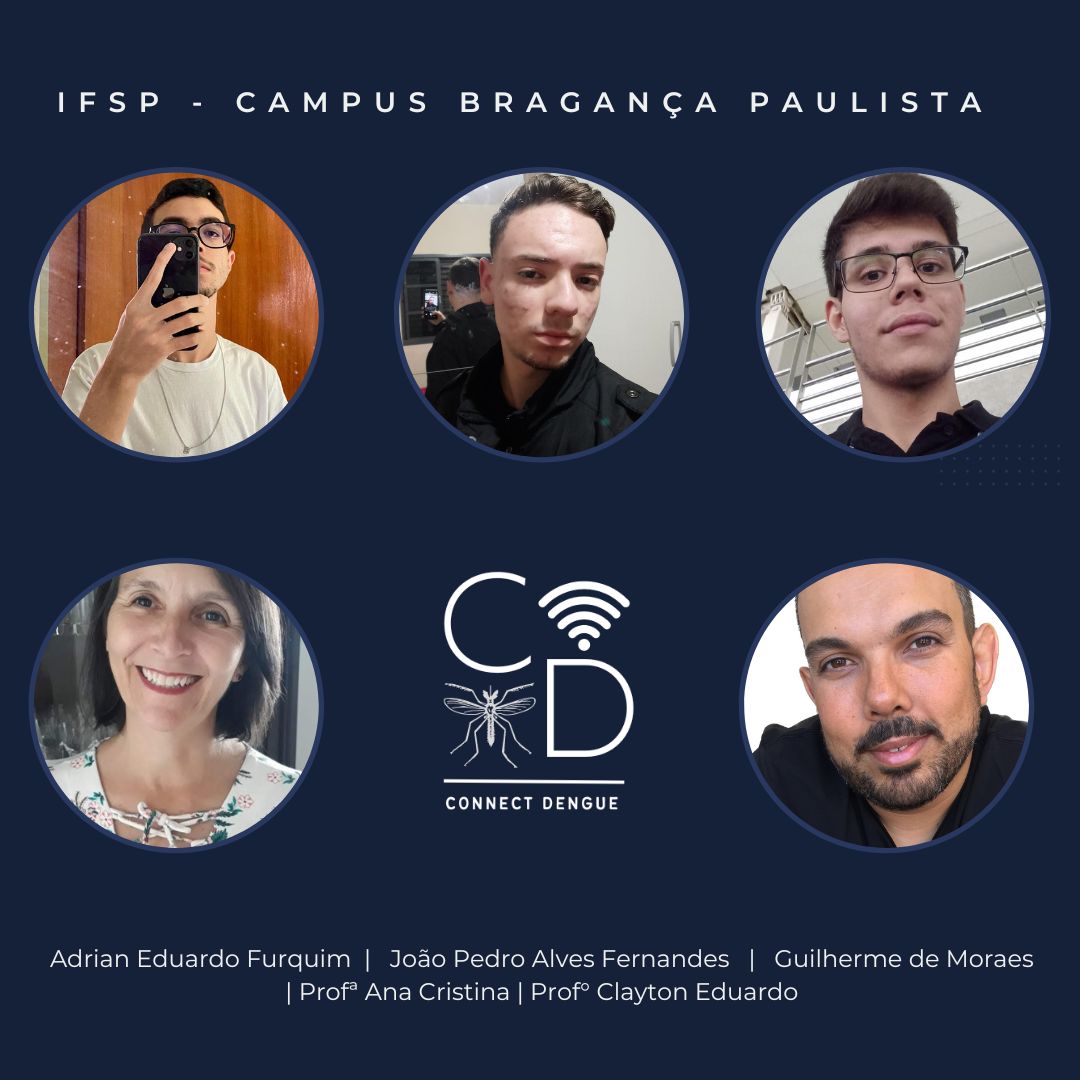 IFSP - CAMPUS BRAGANÇA PAULISTA
CD
CONNECT DENGUE
Adrian Eduardo Furquim | João Pedro Alves Fernandes | Guilherme de Moraes
| Profª Ana Cristina | Profº Clayton Eduardo